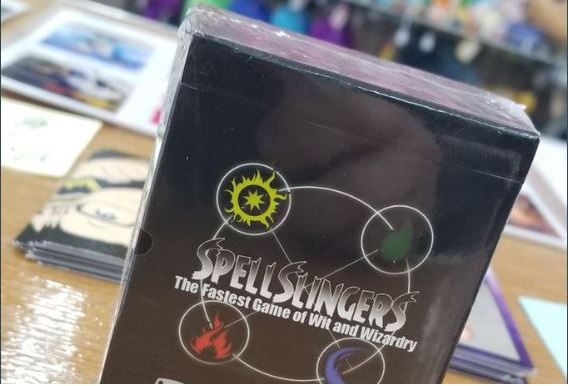 SPELLSLINGERS
The Fastest Game of Wit and Wizardry